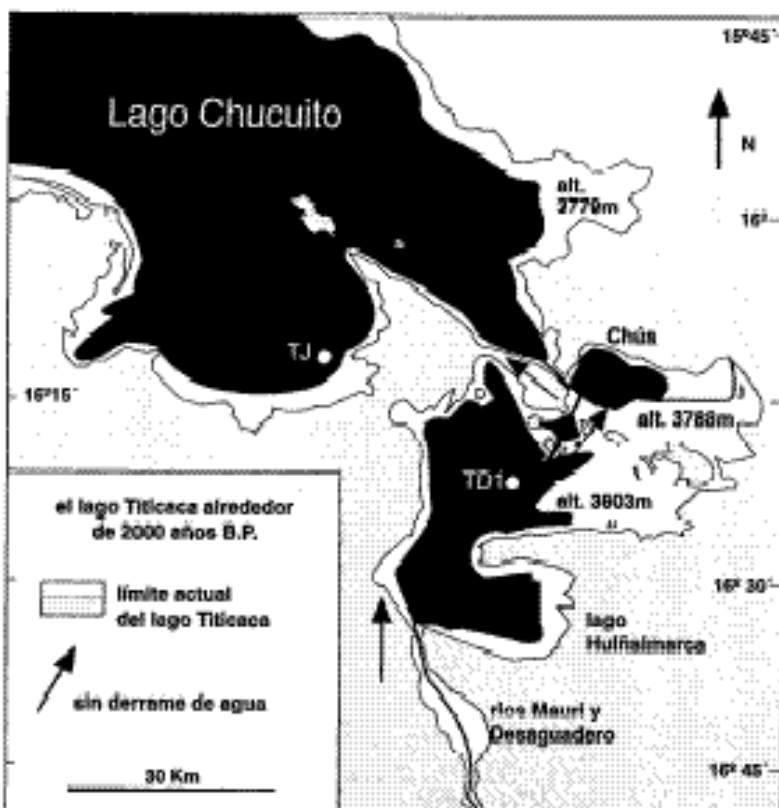 15º45´
Lago Chucuito
N
alt.
3779m
16º
Chúa
TJ
16º15´
alt. 3788m
TD1
alt. 3803m
el lago Titicaca alrededor
de 2000 años B.P.
límite actual
del lago Titicaca
16º 30´
lago
Huiñaimarca
sin derrame de agua
ríos Mauri y
Desaguadero
30 Km
16º 45´